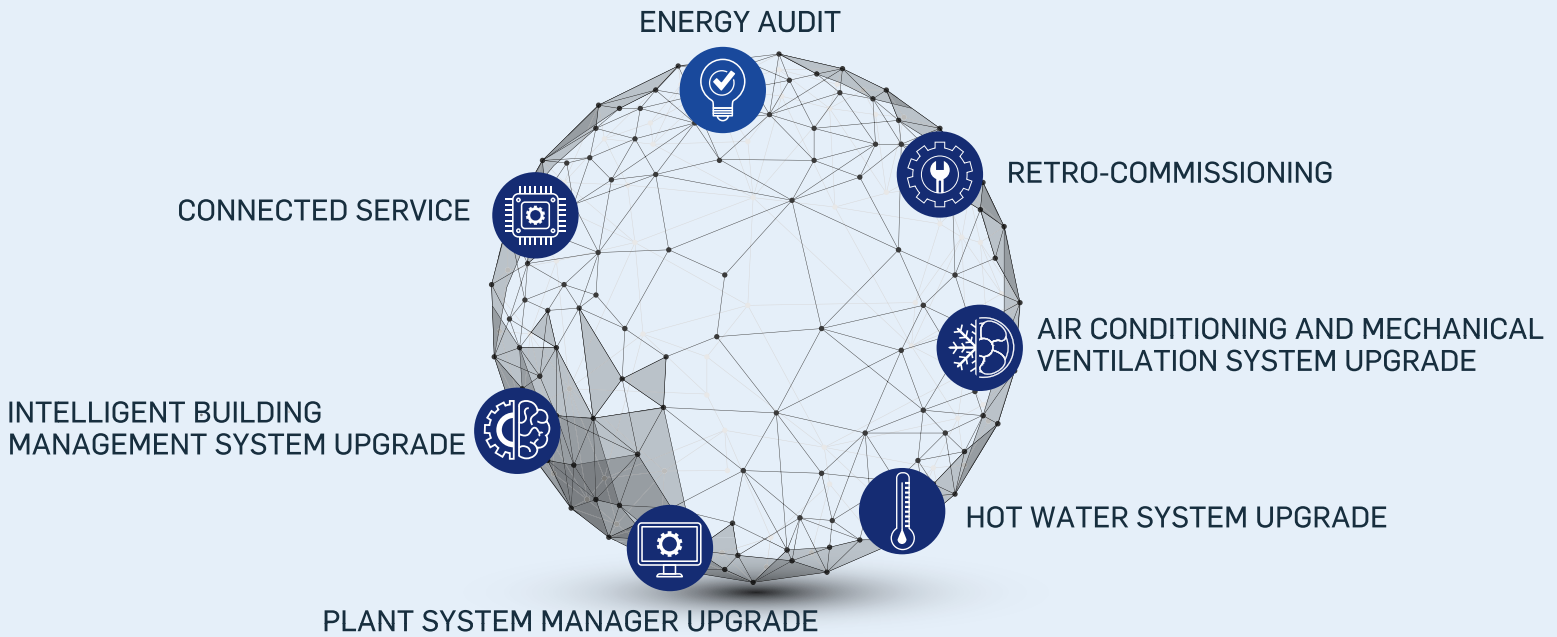 ENERGY AUDIT
RETRO-COMMISSIONING
CONNECTED SERVICE
AIR CONDITIONING AND MECHANICAL
VENTILATION SYSTEM UPGRADE
INTELLIGENT BUILDING
MANAGEMENT SYSTEM UPGRADE
HOT WATER SYSTEM UPGRADE
PLANT SYSTEM MANAGER UPGRADE